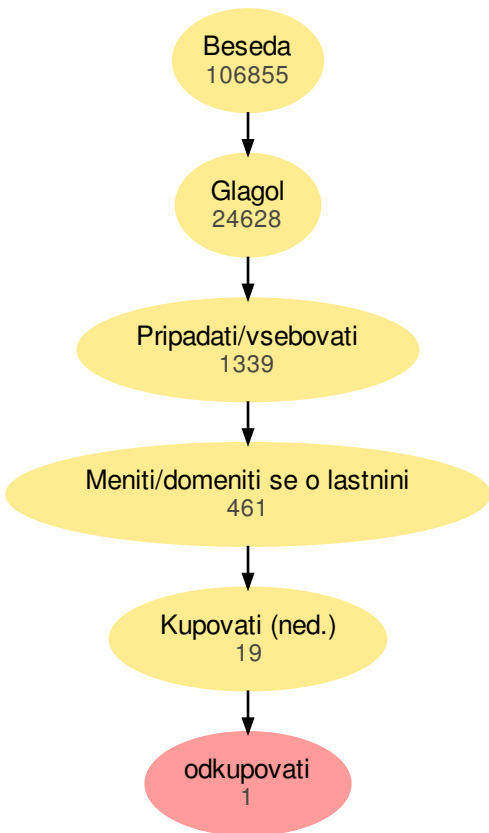 Beseda
106855
Glagol
24628
Pripadati/vsebovati
1339
Meniti/domeniti se o lastnini
461
Kupovati (ned.)
19
odkupovati
1